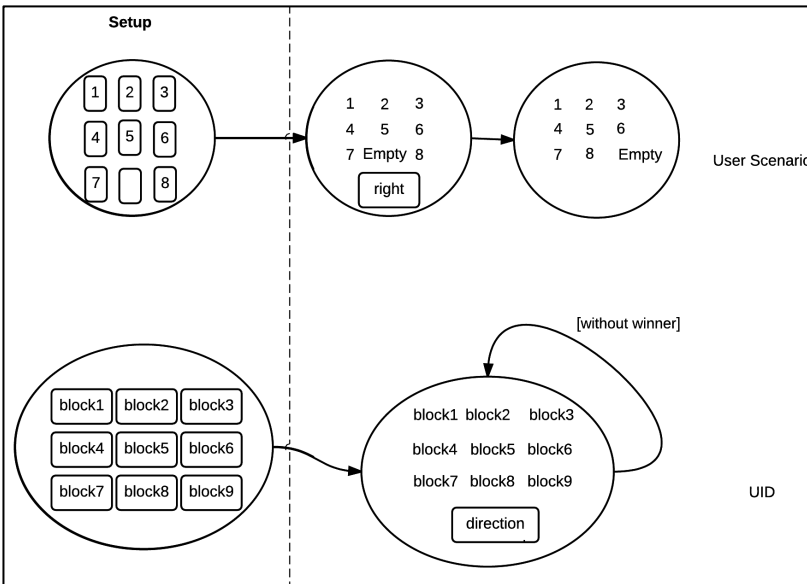 Setup
1 2 3
4 5 6
7 8
1 2 3
4 5 6
7 Empty 8
right
1 2 3
4 5 6
7 8 Empty
User Scenario
[without winner]
block1 block2 block3
block4 block5 block6
block7 block8 block9
block1 block2 block3
block4 block5 block6
block7 block8 block9
direction
UID